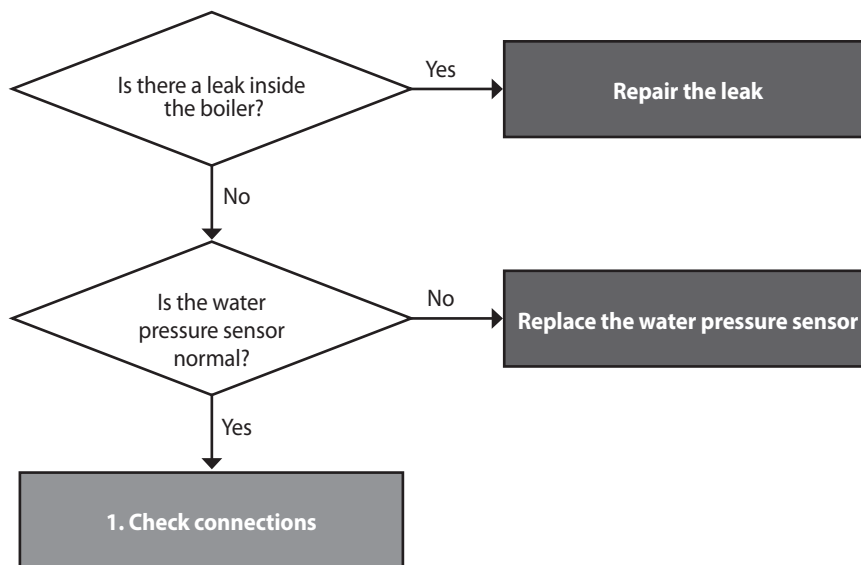 Is there a leak inside
the boiler?
Yes
Repair the leak
No
Is the water
pressure sensor
normal?
No
Replace the water pressure sensor
Yes
1. Check connections